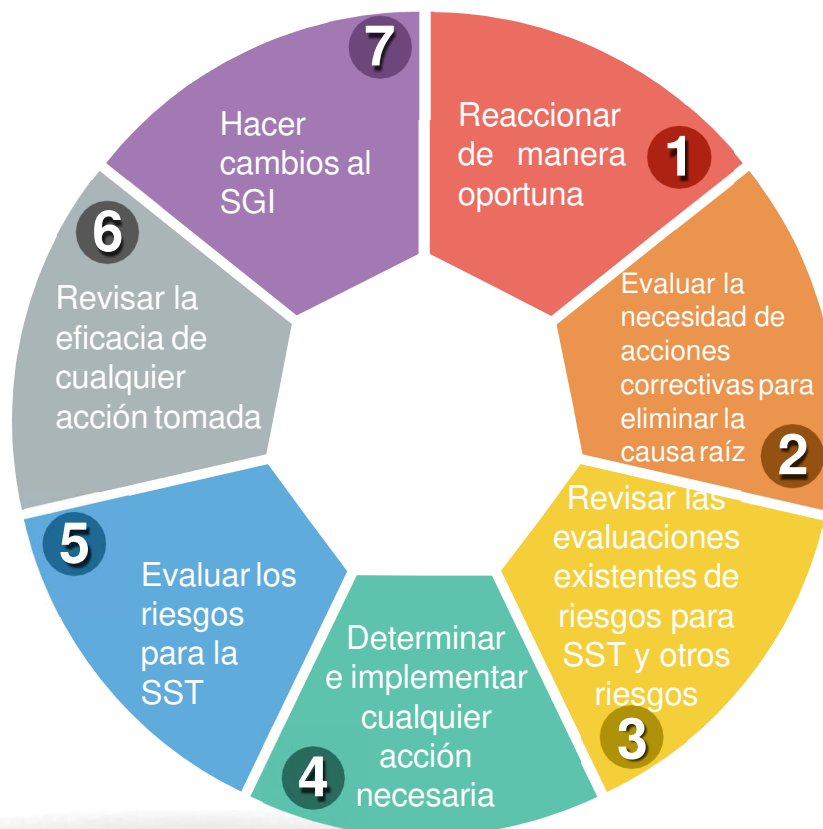 1
Reaccionar
de manera
oportuna
2
Evaluar la
necesidad de
acciones
correctivas para
eliminar la
causa raíz
3
Revisar las
evaluaciones
existentes de
riesgos para
SST y otros
riesgos
4
Determinar
e implementar
cualquier
acción
necesaria
5
Evaluar los
riesgos
para la
SST
6
Revisar la
eficacia de
cualquier
acción tomada
7
Hacer
cambios al
SGI